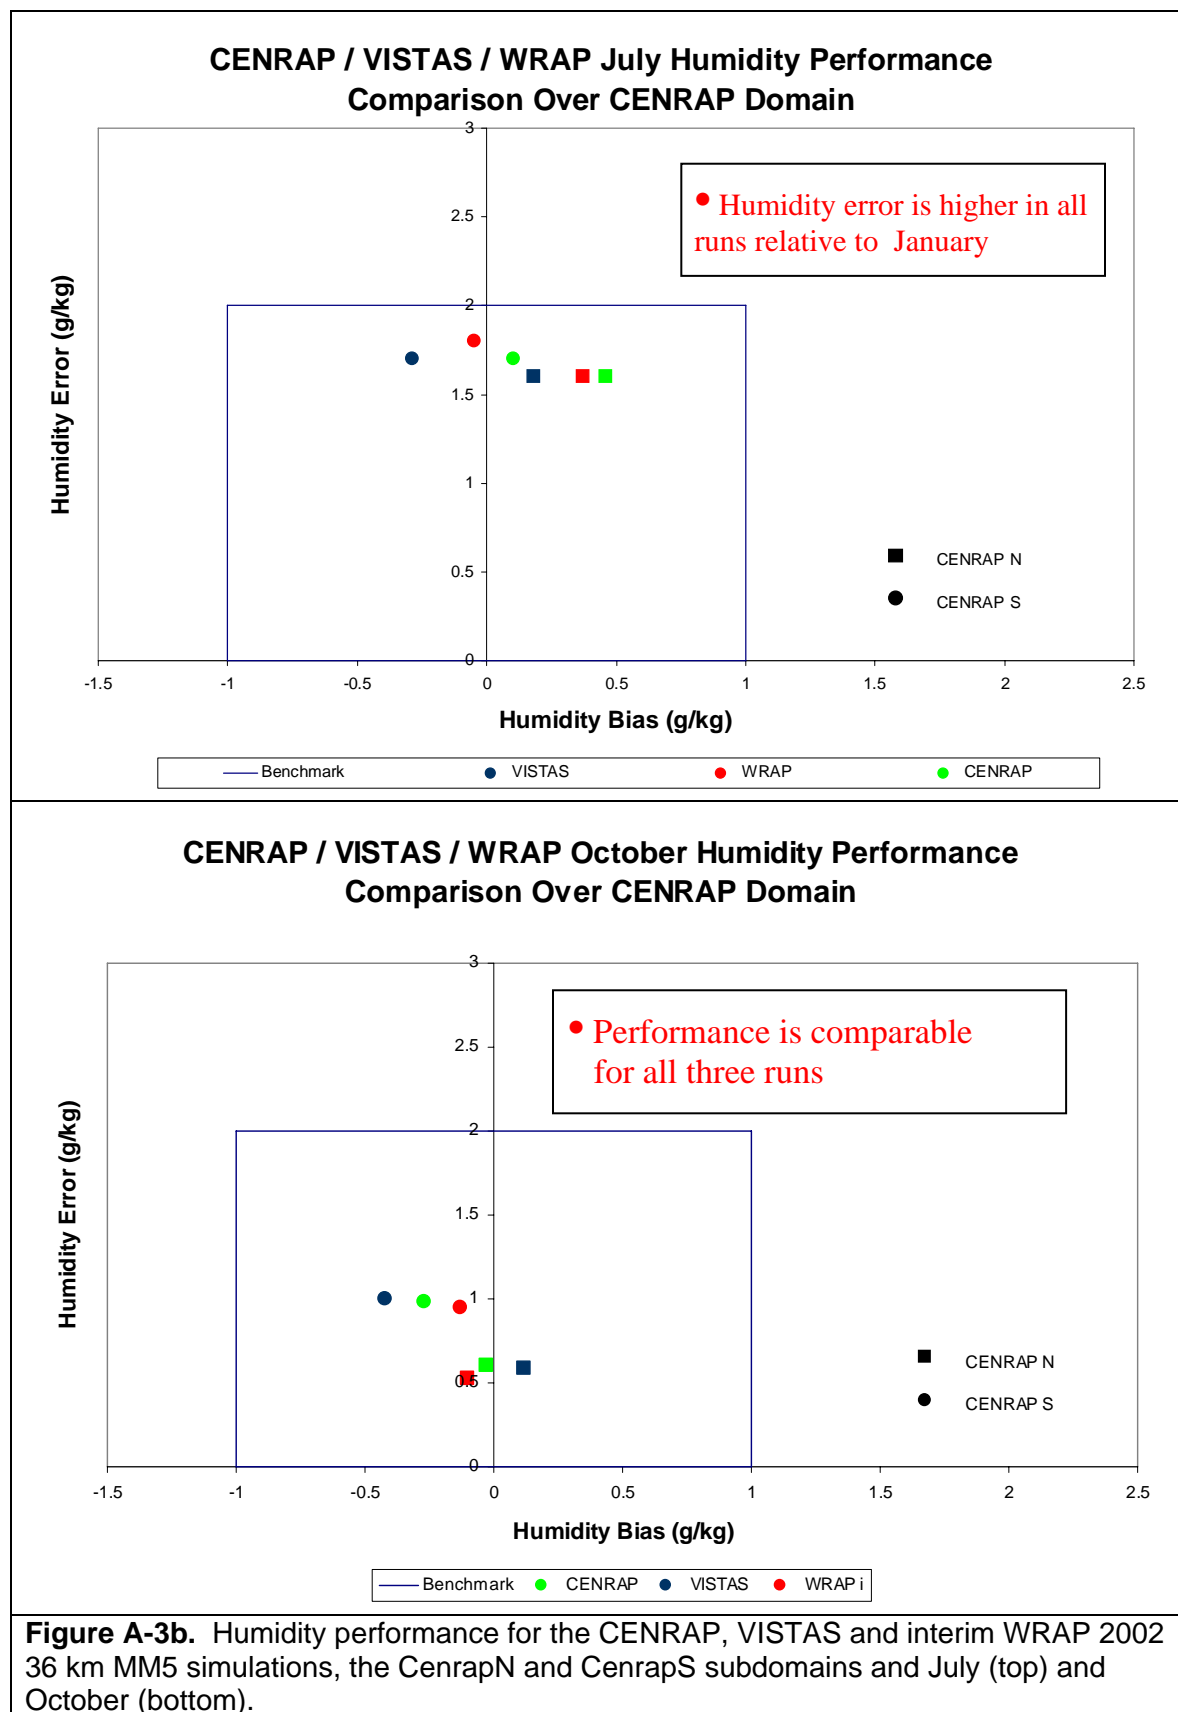 CENRAP / VISTAS / WRAP July Humidity Performance
Comparison Over CENRAP Domain
3
2.5
2
1.5
1
0.5
0
-1.5 -1 -0.5 0 0.5 1 1.5 2 2.5
Humidity Error (g/kg)
Humidity Bias (g/kg)
• Humidity error is higher in all
runs relative to January
CENRAP N
CENRAP S
Benchmark VISTAS WRAP CENRAP
CENRAP / VISTAS / WRAP October Humidity Performance
Comparison Over CENRAP Domain
3
2.5
2
1.5
1
0.5
0
-1.5 -1 -0.5 0 0.5 1 1.5 2 2.5
Humidity Error (g/kg)
Humidity Bias (g/kg)
• Performance is comparable
for all three runs
CENRAP N
CENRAP S
Benchmark CENRAP VISTAS WRAP i
Figure A-3b. Humidity performance for the CENRAP, VISTAS and interim WRAP 2002
36 km MM5 simulations, the CenrapN and CenrapS subdomains and July (top) and
October (bottom).